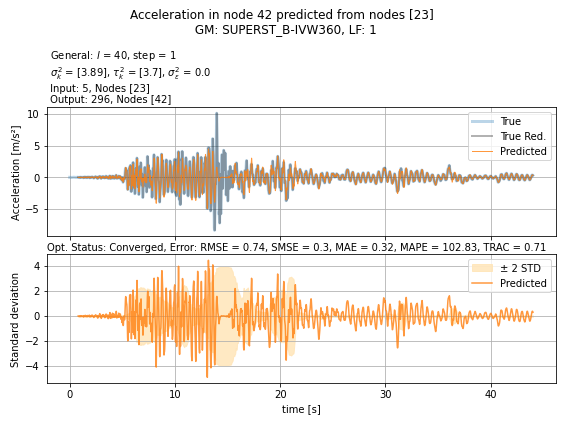 Acceleration in node 42 predicted from nodes [23]
GM: SUPERST_B-IVW360, LF: 1
General: l = 40, step = 1
σ²ₖ = [3.89], τ²ₖ = [3.7], σ²ε = 0.0
Input: 5, Nodes [23]
Output: 296, Nodes [42]
Acceleration [m/s²]
10
5
0
−5
True
True Red.
Predicted
Opt. Status: Converged, Error: RMSE = 0.74, SMSE = 0.3, MAE = 0.32, MAPE = 102.83, TRAC = 0.71
Standard deviation
4
2
0
−2
−4
± 2 STD
Predicted
0 10 20 30 40
time [s]